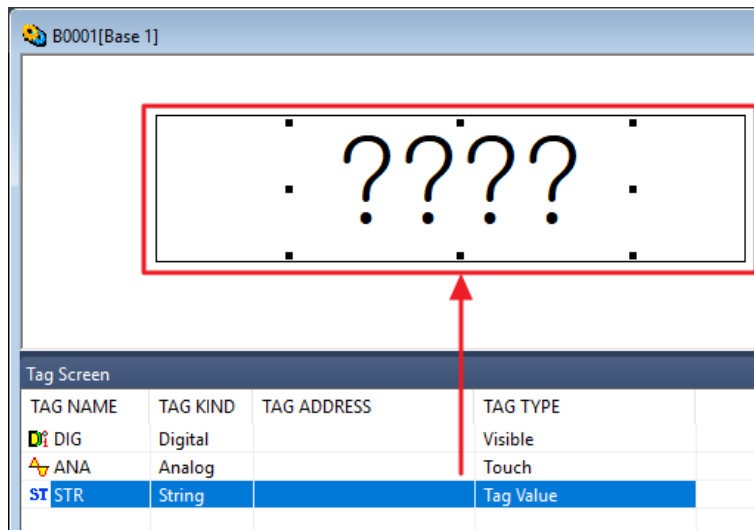 B0001[Base 1]
????
Tag Screen
TAG NAME TAG KIND TAG ADDRESS TAG TYPE
DIG Digital Visible
ANA Analog Touch
ST STR String Tag Value